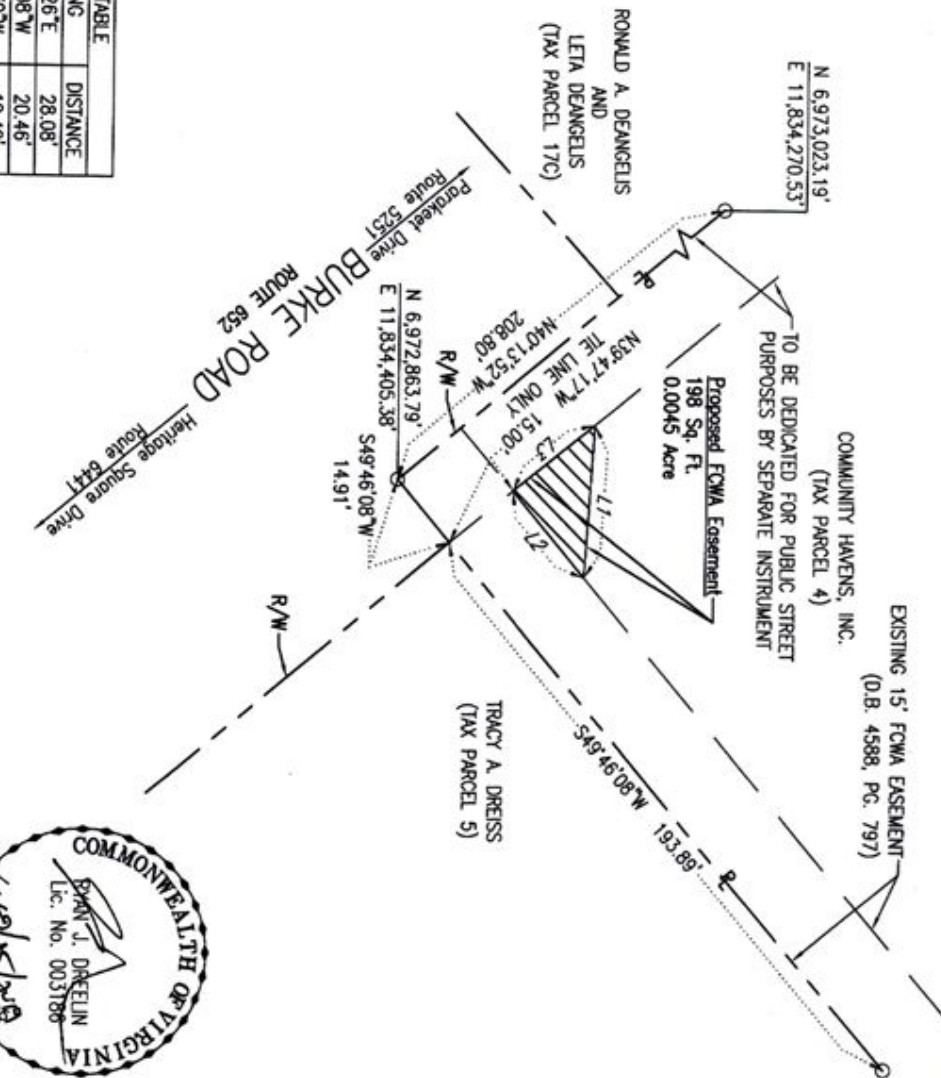 N 6,973,023.19'
E 11,834,270.53'
RONALD A. DEANGELIS
AND
LETA DEANGELIS
(TAX PARCEL 17C)
COMMUNITY HAVENS, INC.
(TAX PARCEL 4)
TO BE DEDICATED FOR PUBLIC STREET
PURPOSES BY SEPARATE INSTRUMENT
EXISTING 15' FCWA EASEMENT
(D.B. 4588, PG. 797)
Proposed FCWA Easement
198 Sq. Ft.
0.0045 Acre
N39°47'17"W 15.00'
TIE LINE ONLY
N40°13'52"W
208.80'
L1
L2
L3
R/W
Parakeet Drive
Route 5251
BURKE ROAD
ROUTE 652
Heritage Square Drive
Route 6441
N 6,972,863.79'
E 11,834,405.38'
S49°46'08"W
14.91'
R/W
S49°46'08"W 193.89'
TRACY A. DREISS
(TAX PARCEL 5)
TABLE
DISTANCE
26"E 28.08'
08"W 20.46'
COMMONWEALTH OF VIRGINIA
RYAN J. DREELIN
Lic. No. 003188